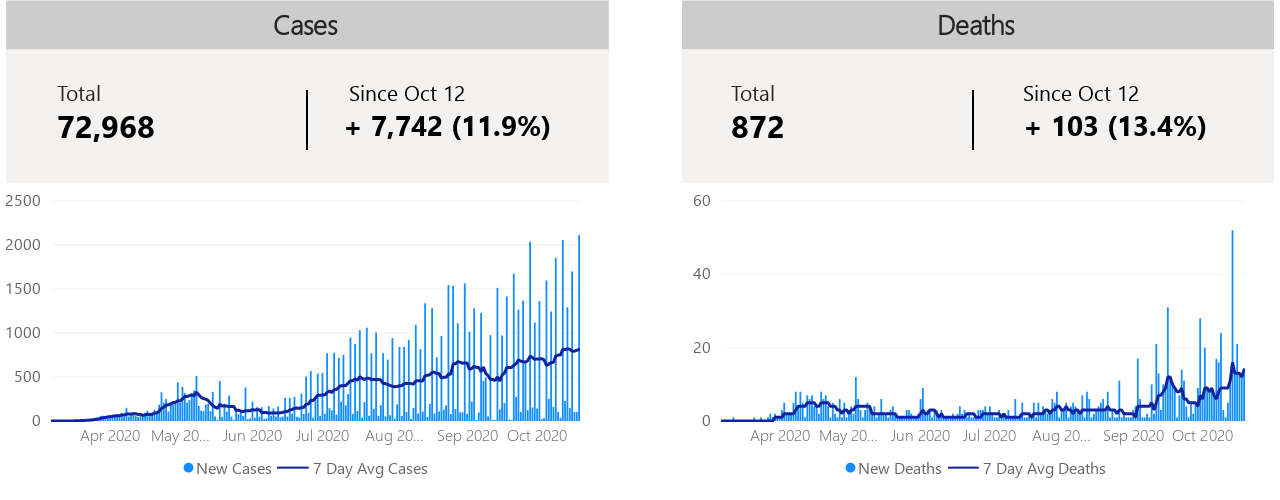 Cases
Total
Since Oct 12
72,968
+ 7,742 (11.9%)
2500
2000
1500
1000
500
0
Apr 2020 May 20... Jun 2020 Jul 2020 Aug 20... Sep 2020 Oct 2020
New Cases 7 Day Avg Cases
Deaths
Total
Since Oct 12
872
+ 103 (13.4%)
60
40
20
0
Apr 2020 May 20... Jun 2020 Jul 2020 Aug 20... Sep 2020 Oct 2020
New Deaths 7 Day Avg Deaths